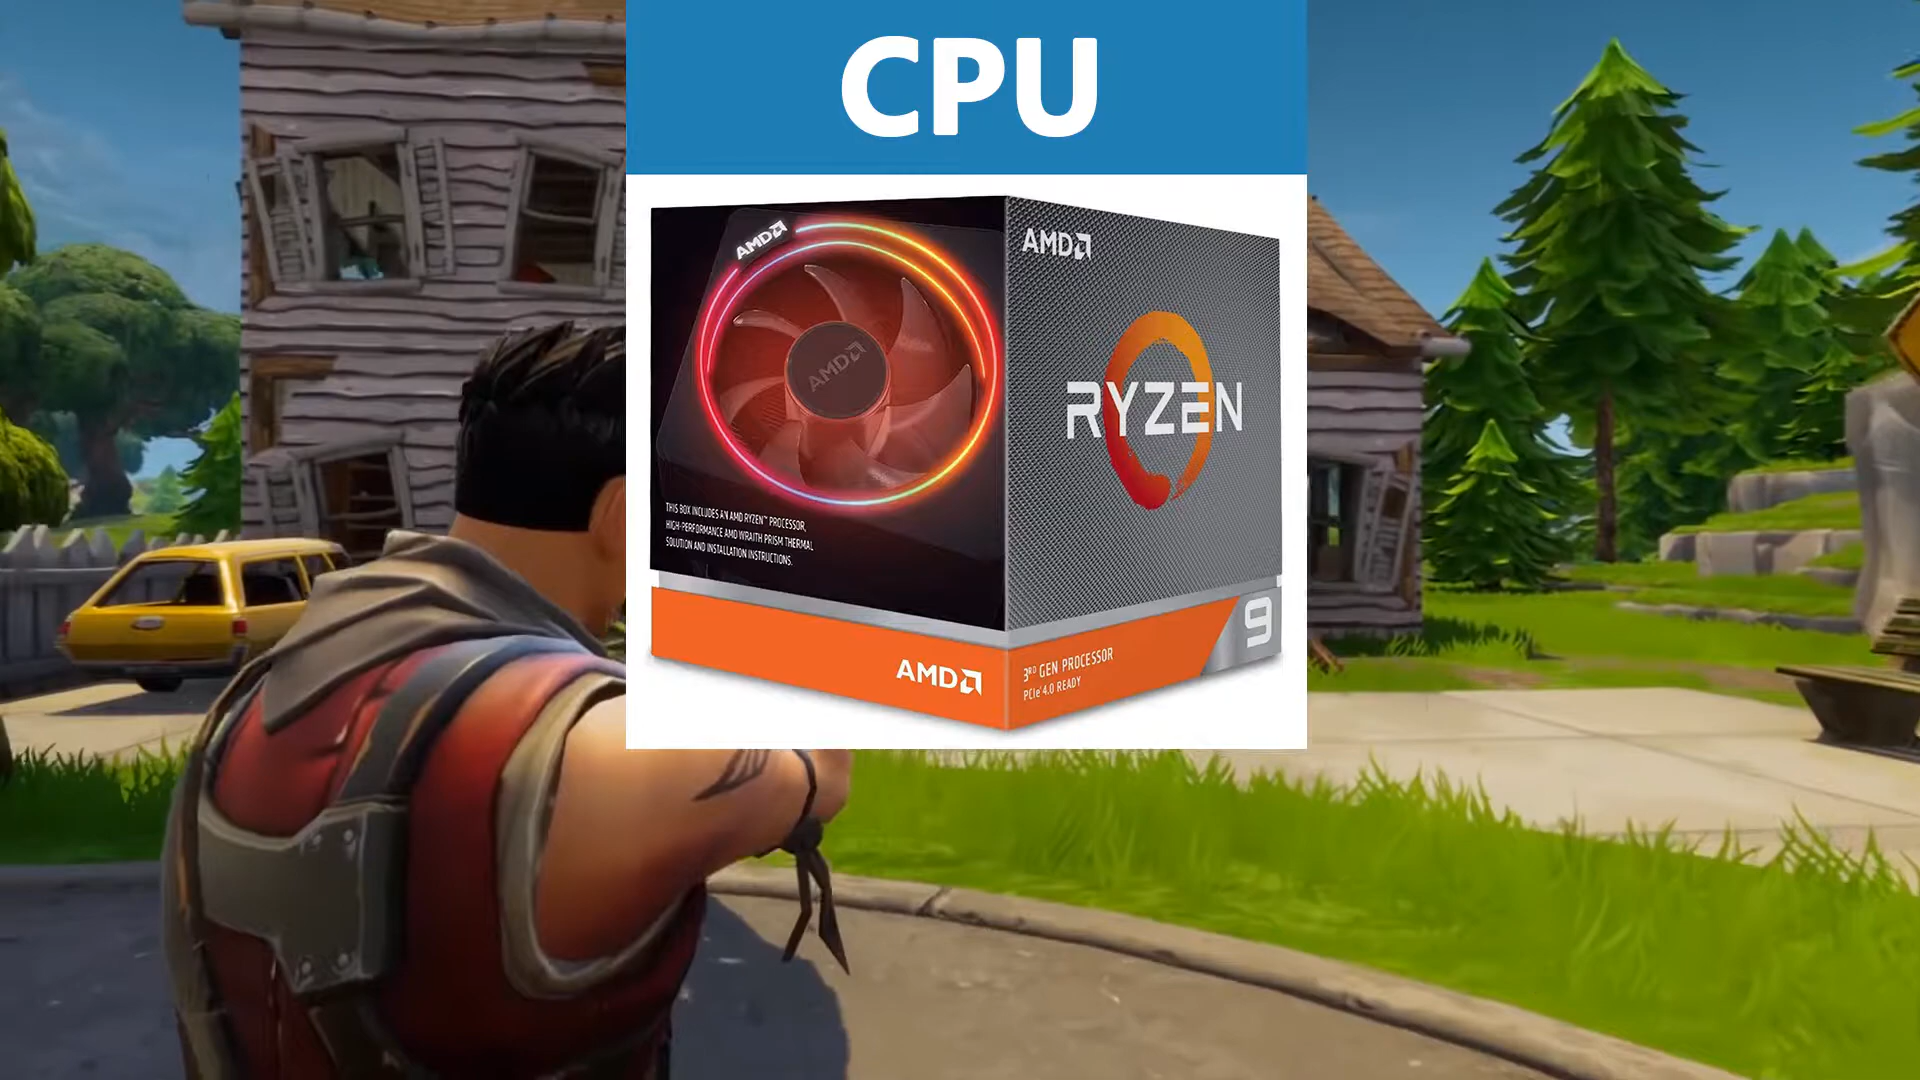 CPU
AMD
AMD
THIS BOX INCLUDES AN AMD RYZEN™ PROCESSOR,
HIGH-PERFORMANCE AMD WRAITH PRISM THERMAL
SOLUTION AND INSTALLATION INSTRUCTIONS.
AMD
AMD
RYZEN
9
3RD GEN PROCESSOR
PCIe® 4.0 READY